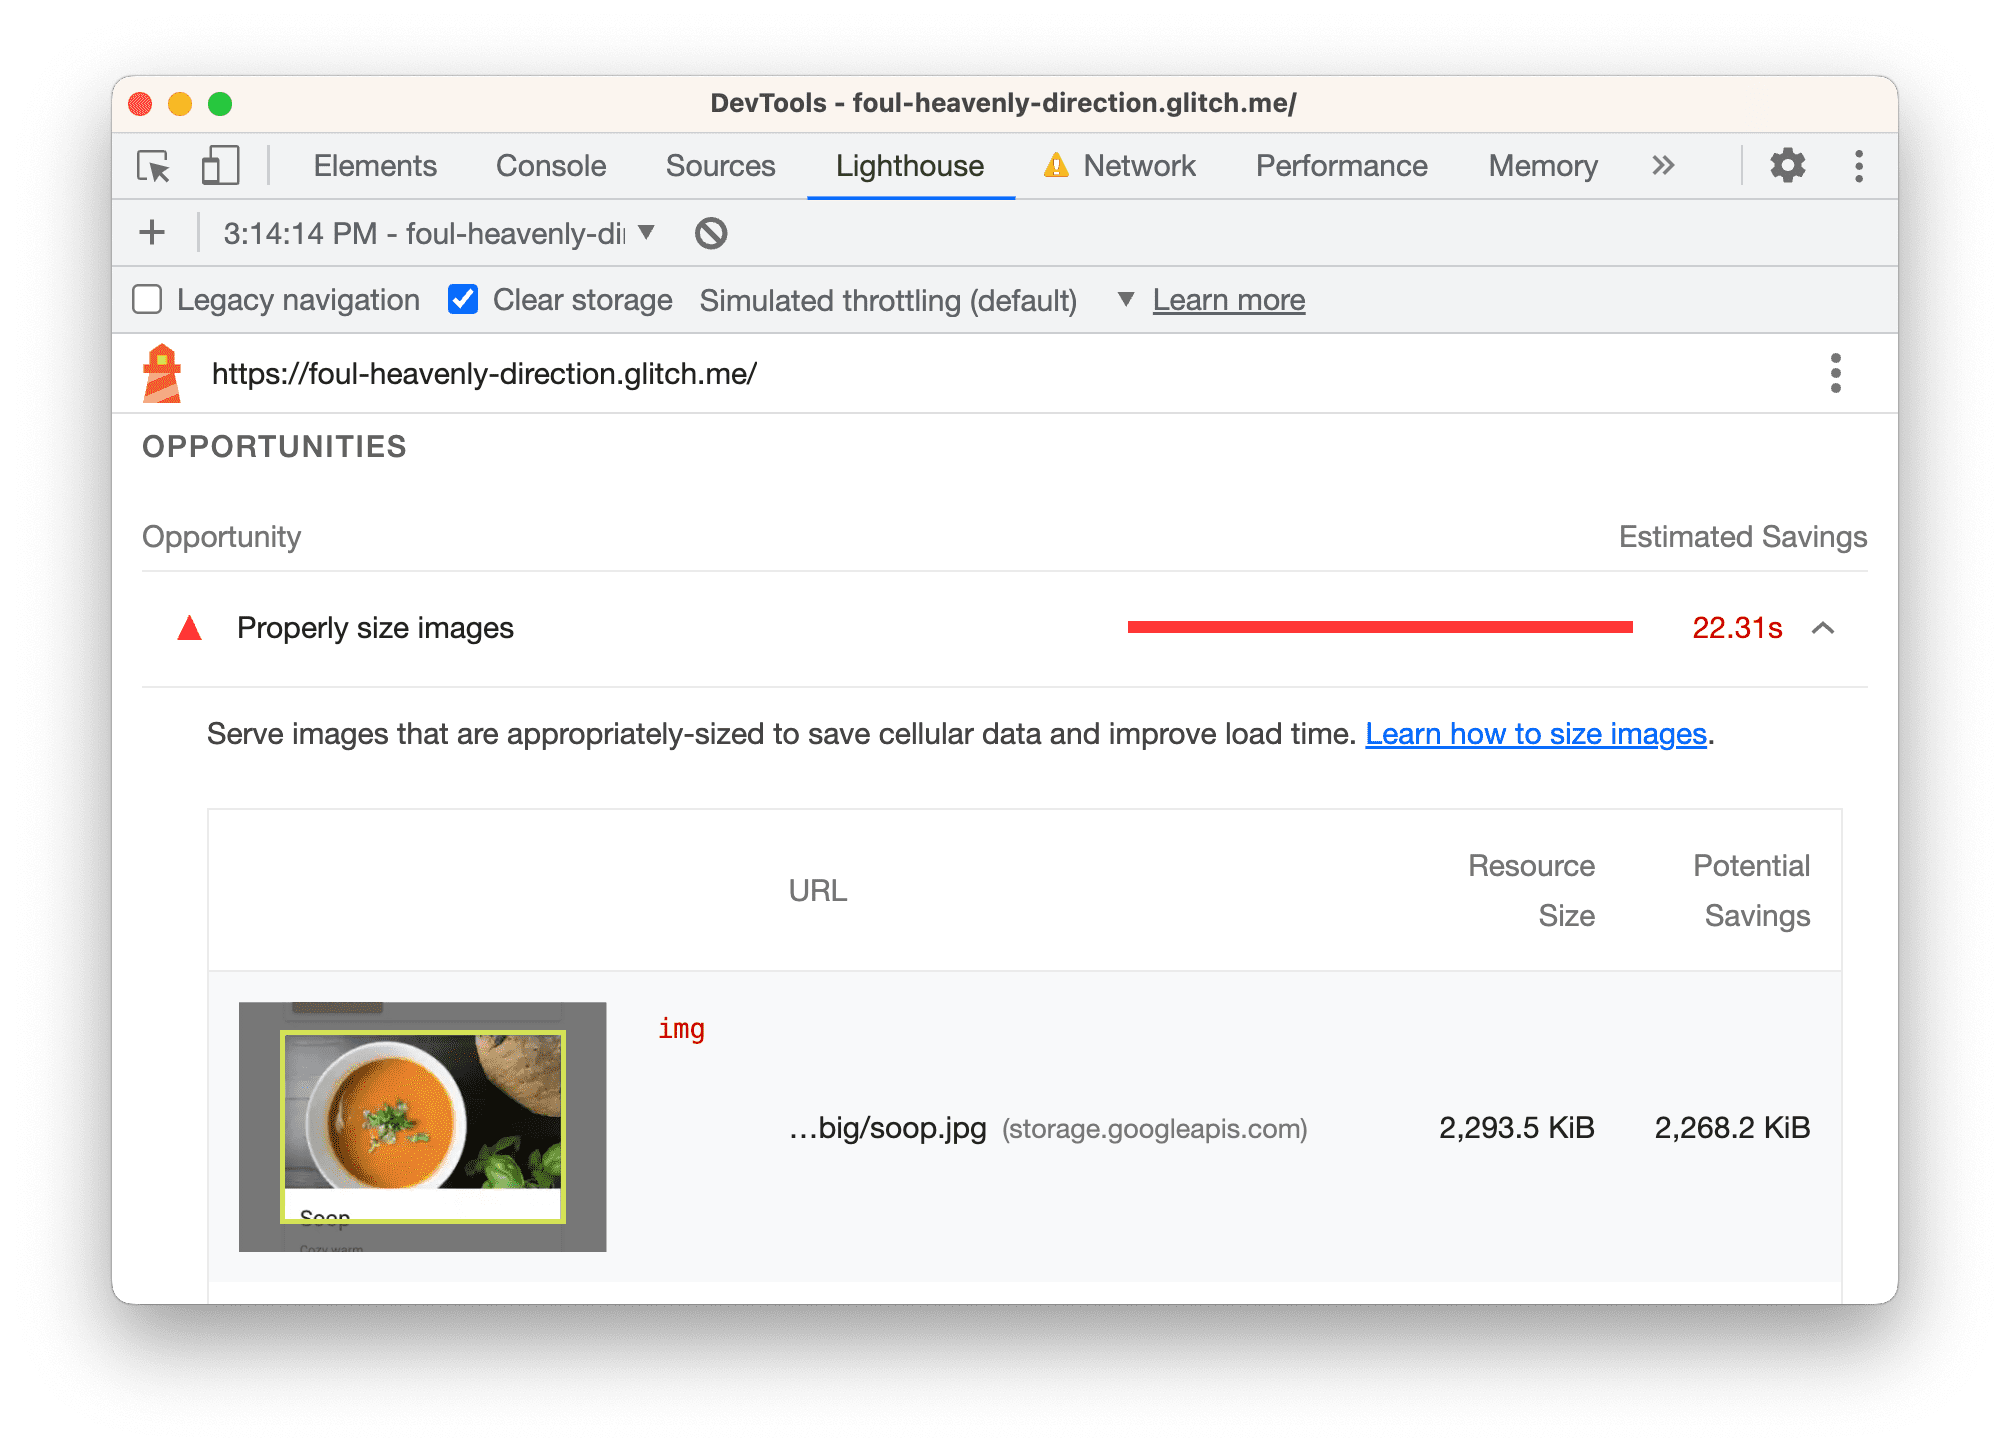 DevTools - foul-heavenly-direction.glitch.me/
Elements Console Sources Lighthouse Network Performance Memory
3:14:14 PM - foul-heavenly-di
Legacy navigation Clear storage Simulated throttling (default) Learn more
https://foul-heavenly-direction.glitch.me/
OPPORTUNITIES
Opportunity Estimated Savings
Properly size images 22.31s
Serve images that are appropriately-sized to save cellular data and improve load time. Learn how to size images.
URL Resource Size Potential Savings
img
…big/soop.jpg (storage.googleapis.com) 2,293.5 KiB 2,268.2 KiB
Soop
Cozy warm